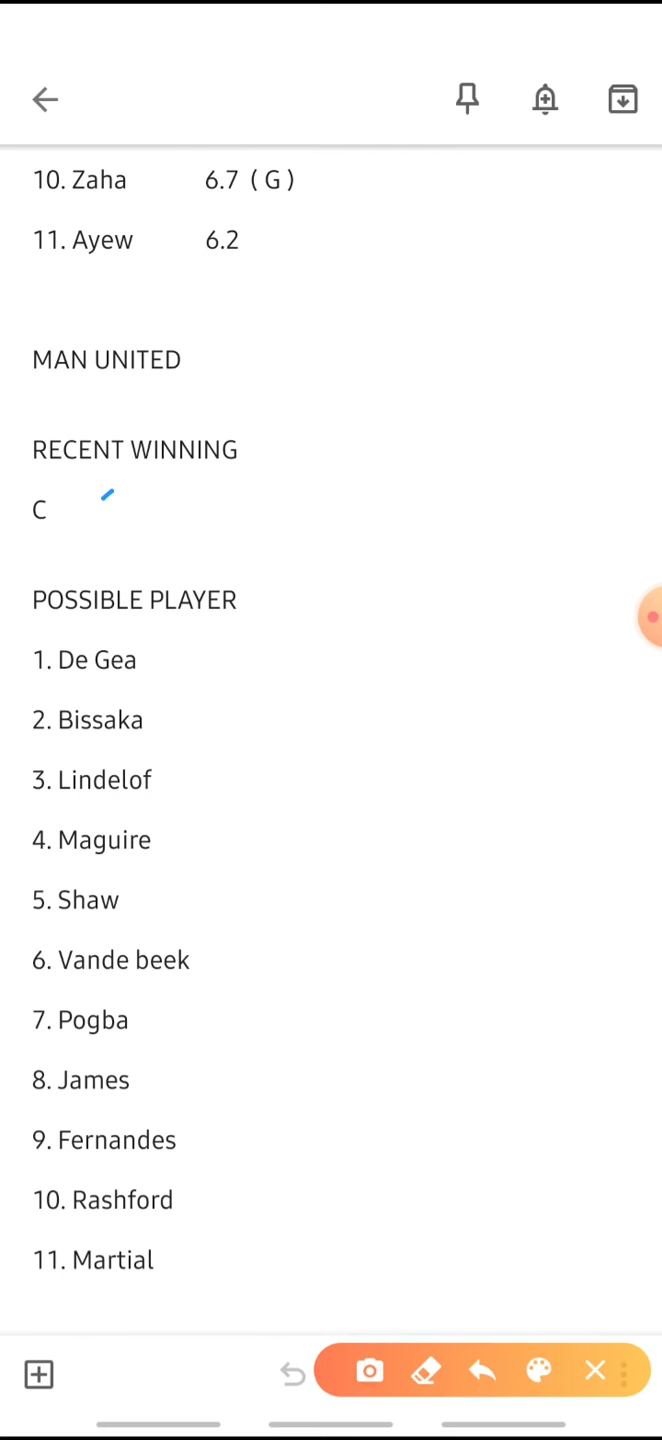 10. Zaha 6.7 ( G )
11. Ayew 6.2
MAN UNITED
RECENT WINNING
C
POSSIBLE PLAYER
1. De Gea
2. Bissaka
3. Lindelof
4. Maguire
5. Shaw
6. Vande beek
7. Pogba
8. James
9. Fernandes
10. Rashford
11. Martial